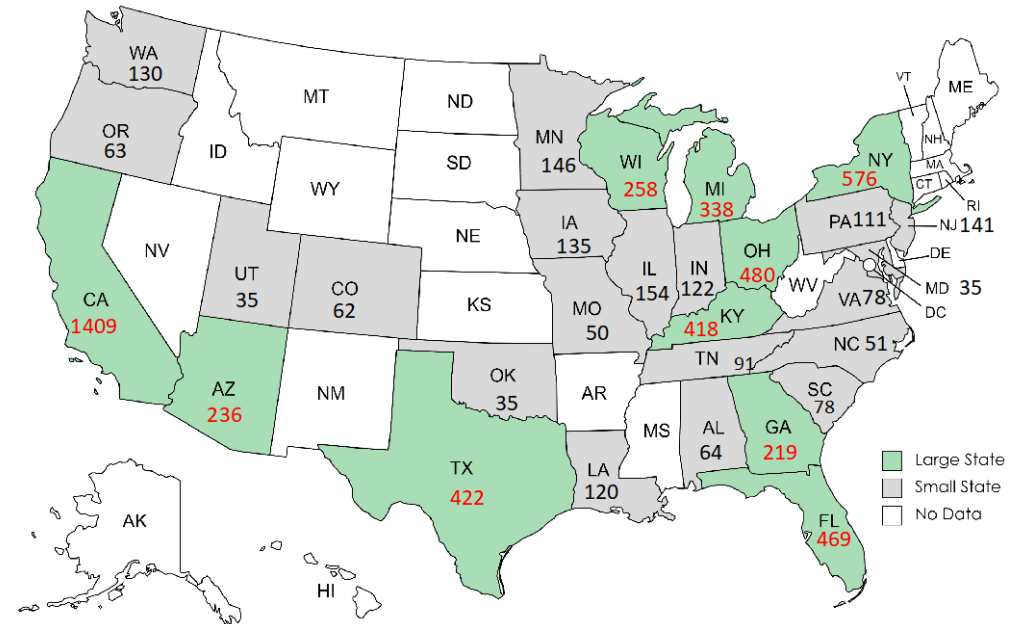 WA
130
OR
63
ID
MT
ND
SD
WY
NE
NV
UT
35
CO
62
KS
CA
1409
AZ
236
NM
OK
35
TX
422
MN
146
IA
135
MO
50
AR
LA
120
WI
258
MI
338
IL
154
IN
122
OH
480
KY
418
TN 91
MS
AL
64
GA
219
FL
469
SC
78
NC 51
VA 78
WV
PA 111
NY
576
VT
NH
ME
MA
CT
RI
NJ 141
DE
MD 35
DC
AK
HI
Large State
Small State
No Data